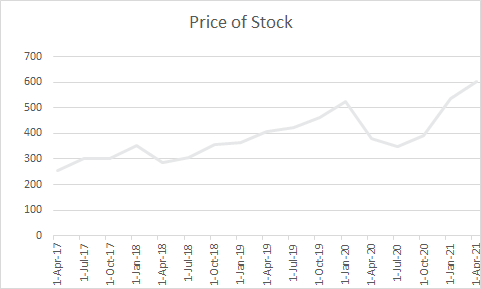 Price of Stock
700
600
500
400
300
200
100
0
1-Apr-17
1-Jul-17
1-Oct-17
1-Jan-18
1-Apr-18
1-Jul-18
1-Oct-18
1-Jan-19
1-Apr-19
1-Jul-19
1-Oct-19
1-Jan-20
1-Apr-20
1-Jul-20
1-Oct-20
1-Jan-21
1-Apr-21